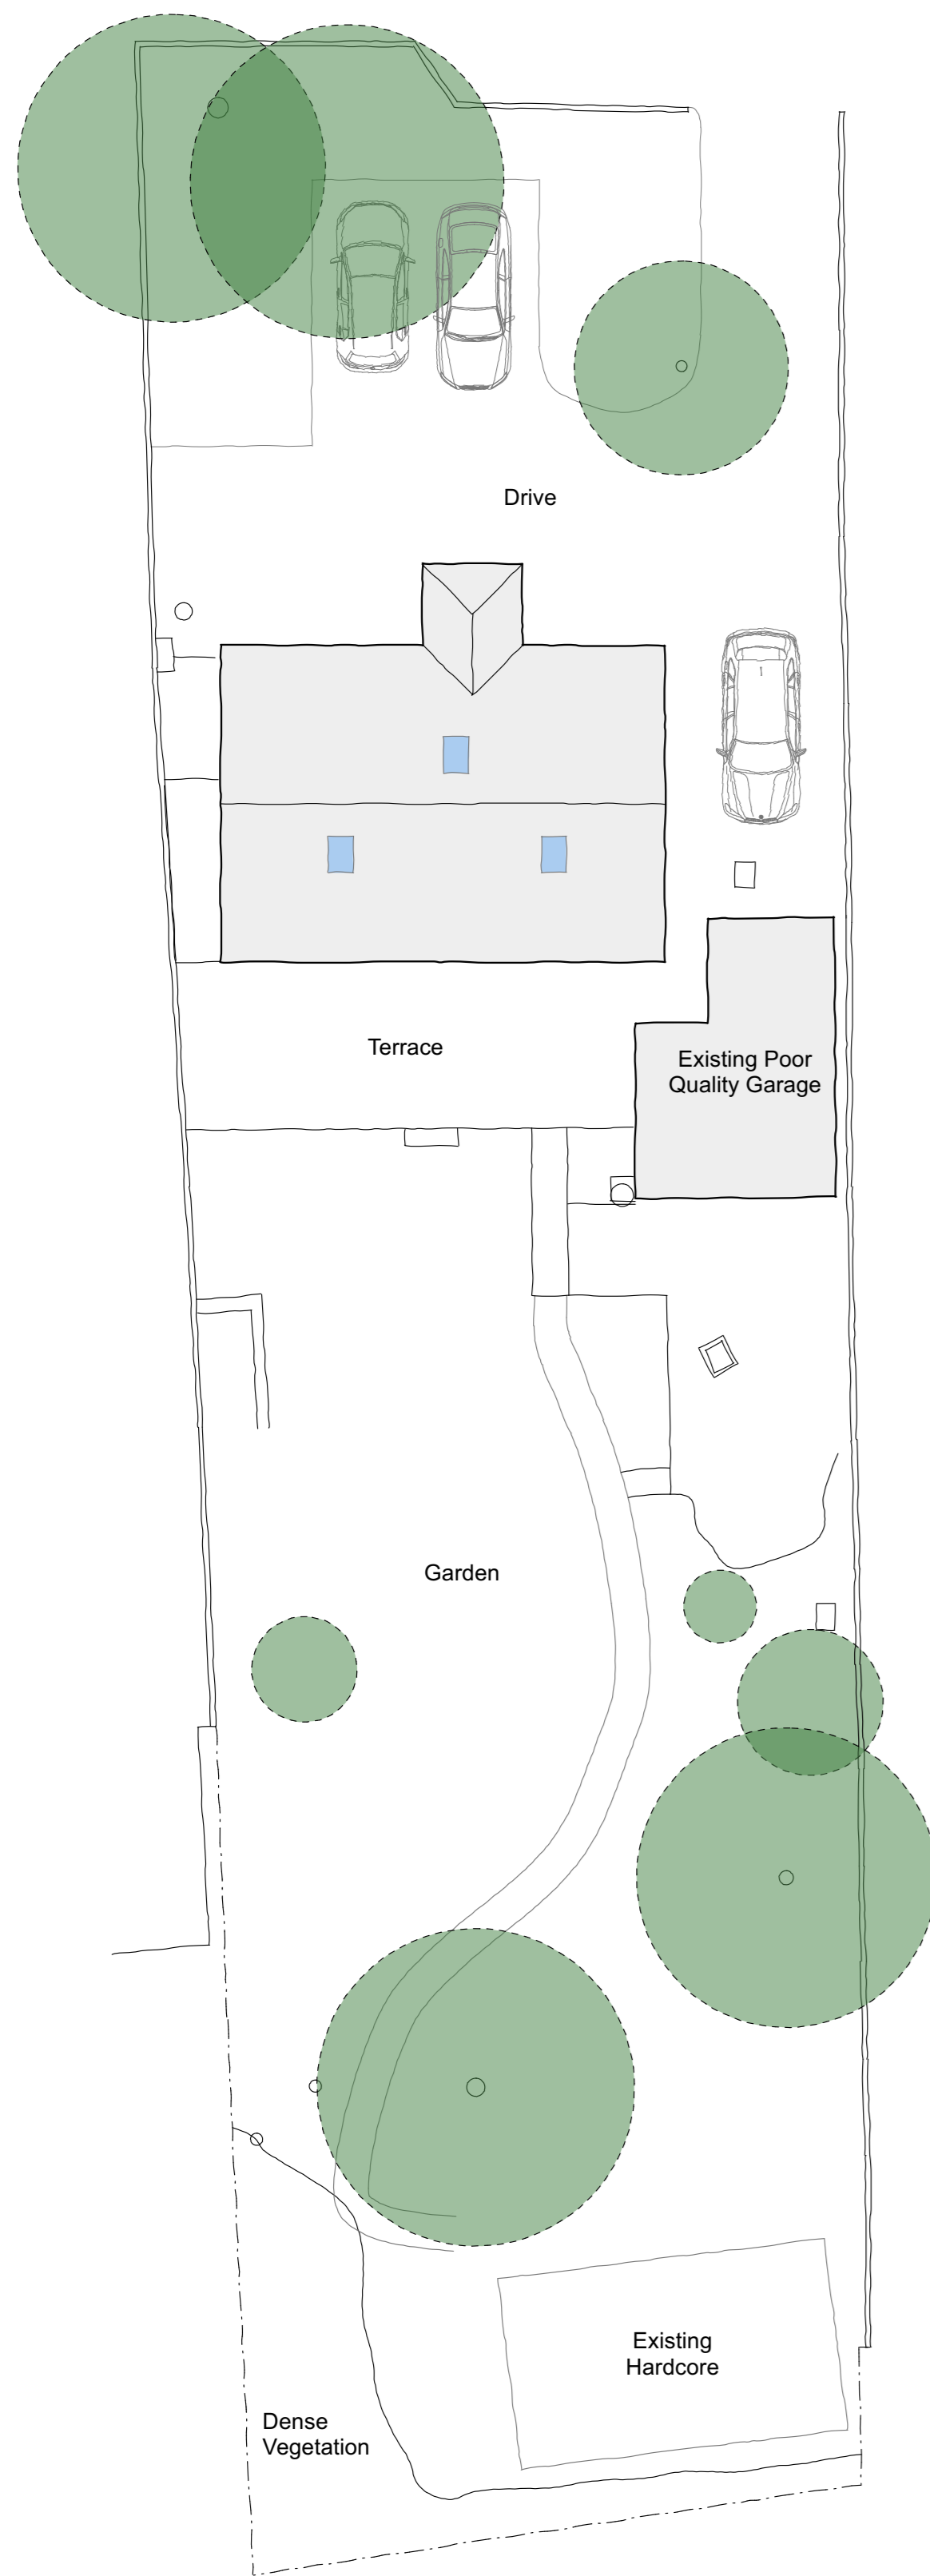 Drive
Terrace
Existing Poor
Quality Garage
Garden
Existing
Hardcore
Dense
Vegetation